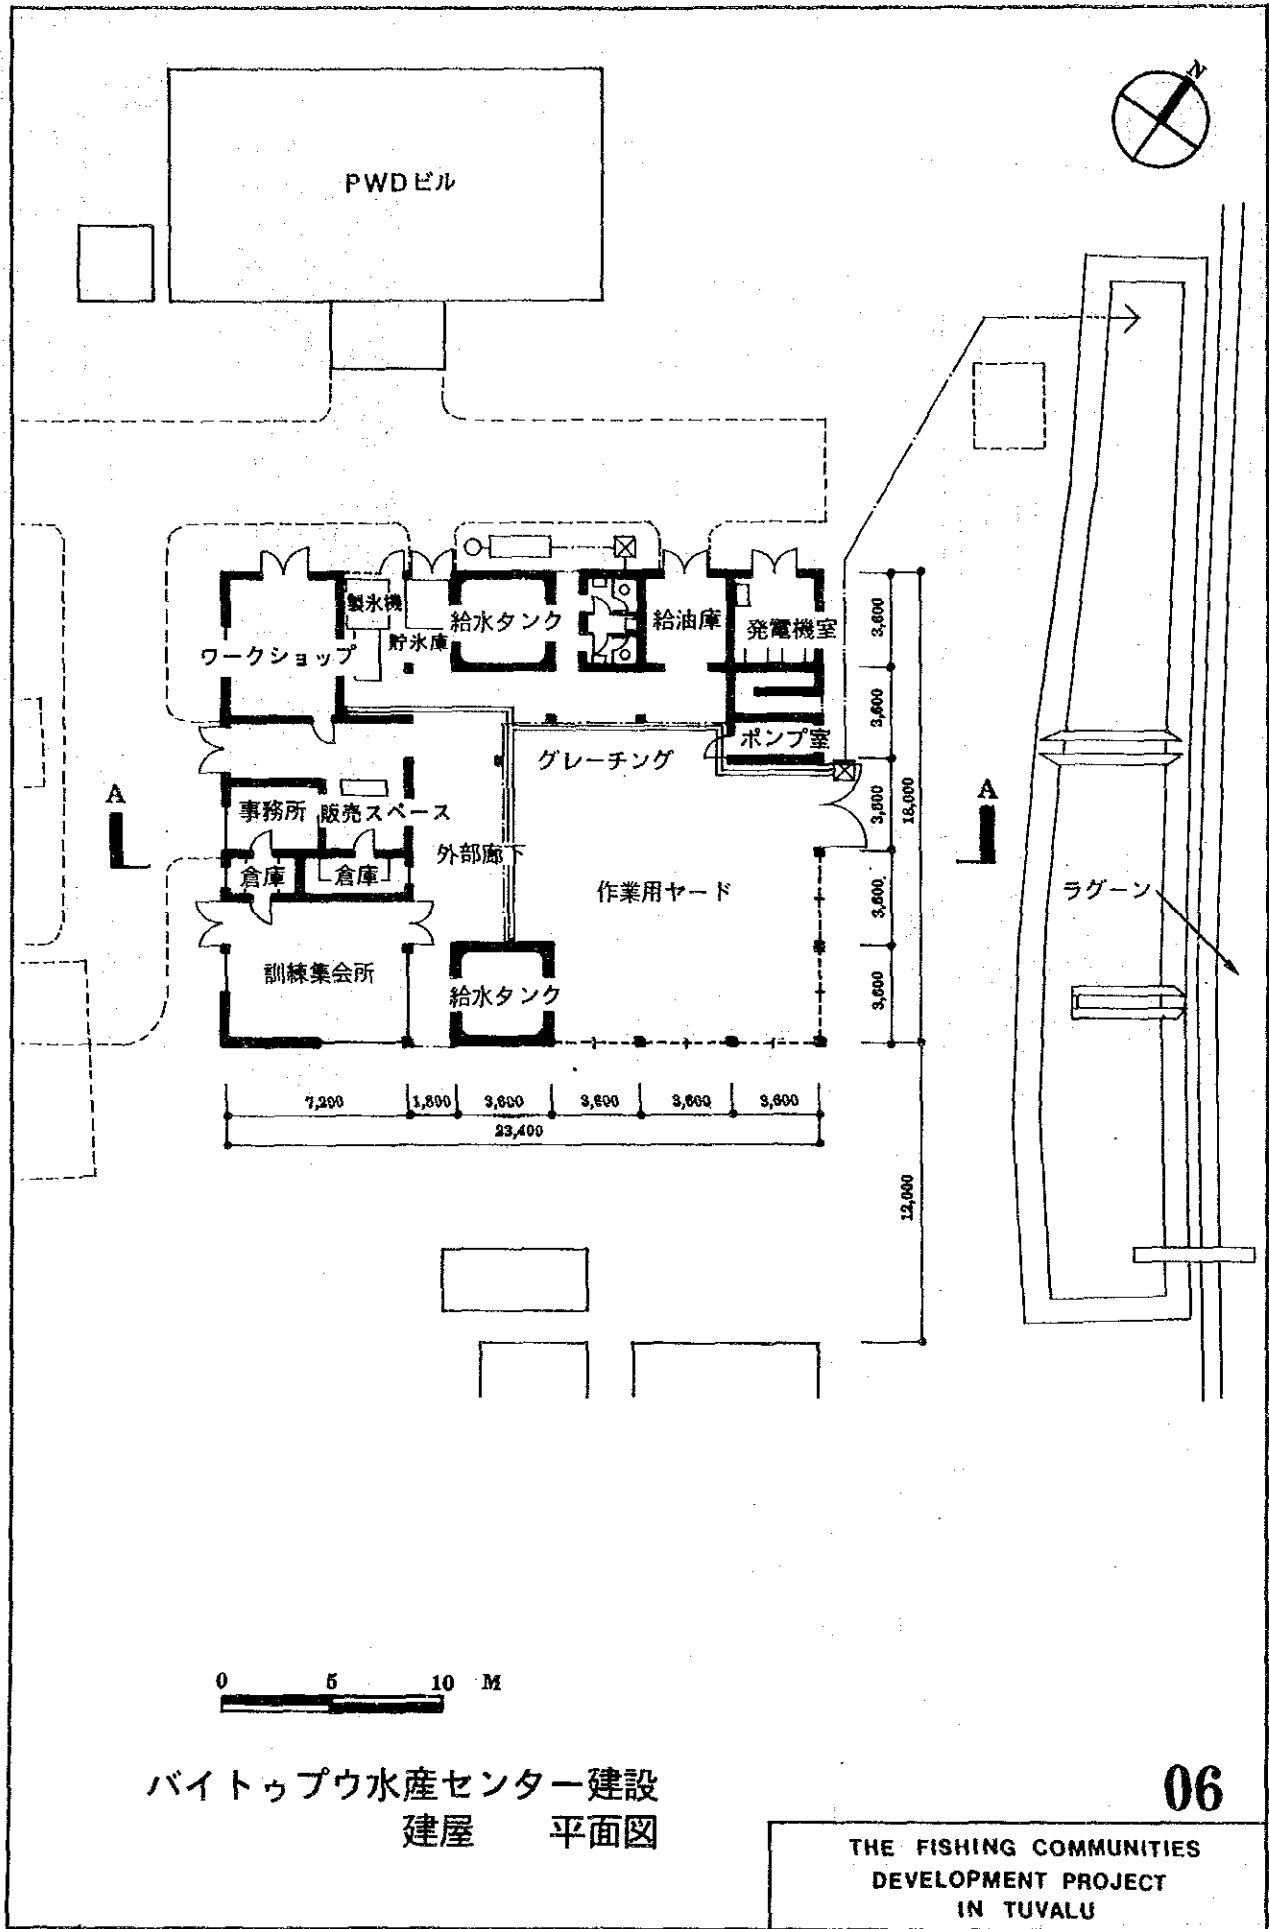 N
PWDビル
製氷機
給水タンク
給油庫
発電機室
貯氷庫
ワークショップ
ポンプ室
グレーチング
A
事務所
販売スペース
外部廊下
倉庫
倉庫
作業用ヤード
A
ラグーン
訓練集会所
給水タンク
3,600
3,600
3,600
3,600
3,600
18,000
12,000
7,200
1,800
3,600
3,600
3,600
3,600
23,400
0 5 10 M
バイトゥプウ水産センター建設
建屋 平面図
06
THE FISHING COMMUNITIES
DEVELOPMENT PROJECT
IN TUVALU